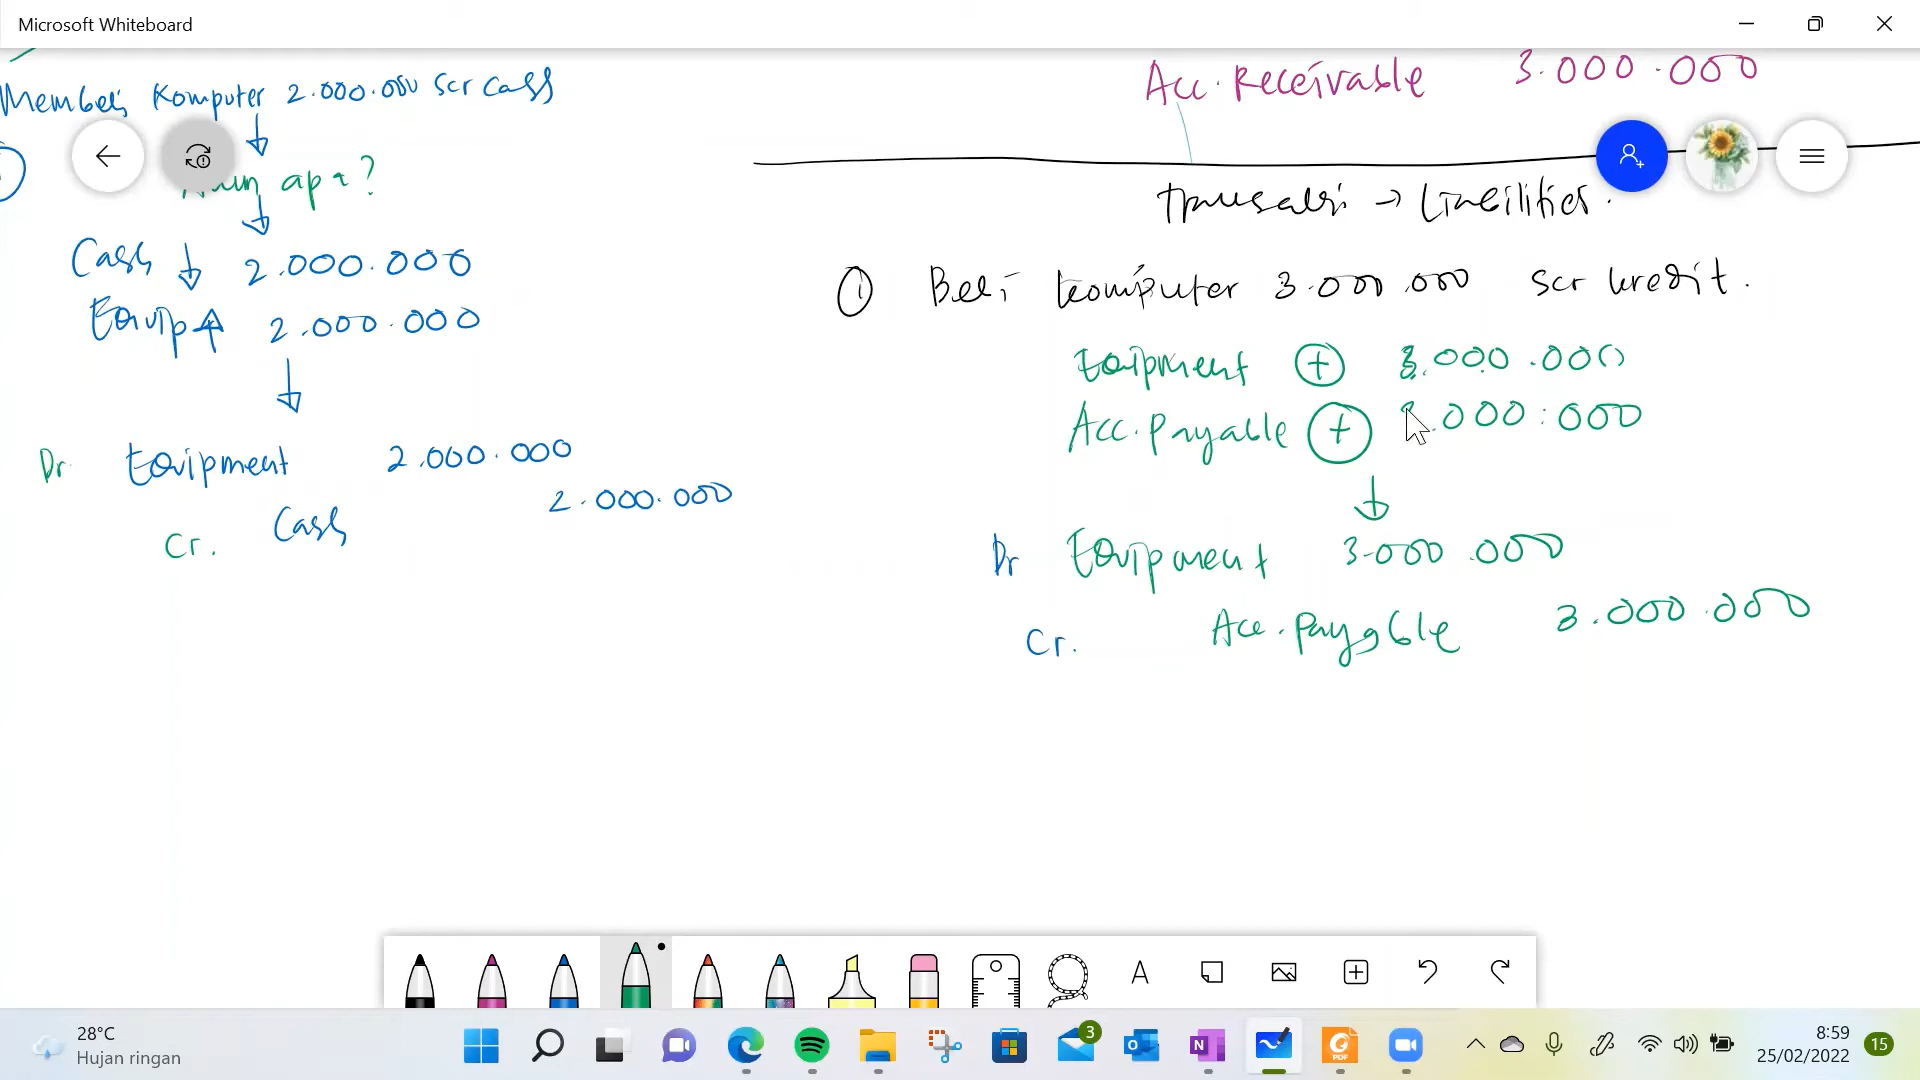 Microsoft Whiteboard
Membeli Komputer 2.000.000 scr cash
apa?
Cash ↓ 2.000.000
Equip ↑ 2.000.000
Dr. Equipment 2.000.000
Cr. Cash 2.000.000
Acc. Receivable 3.000.000
Transaksi → Liabilities.
① Beli komputer 3.000.000 scr kredit.
Equipment + 3.000.000
Acc. Payable + 3.000.000
↓
Dr Equipment 3.000.000
Cr. Acc. Payable 3.000.000
A
28°C
Hujan ringan
3
8:59
25/02/2022
15